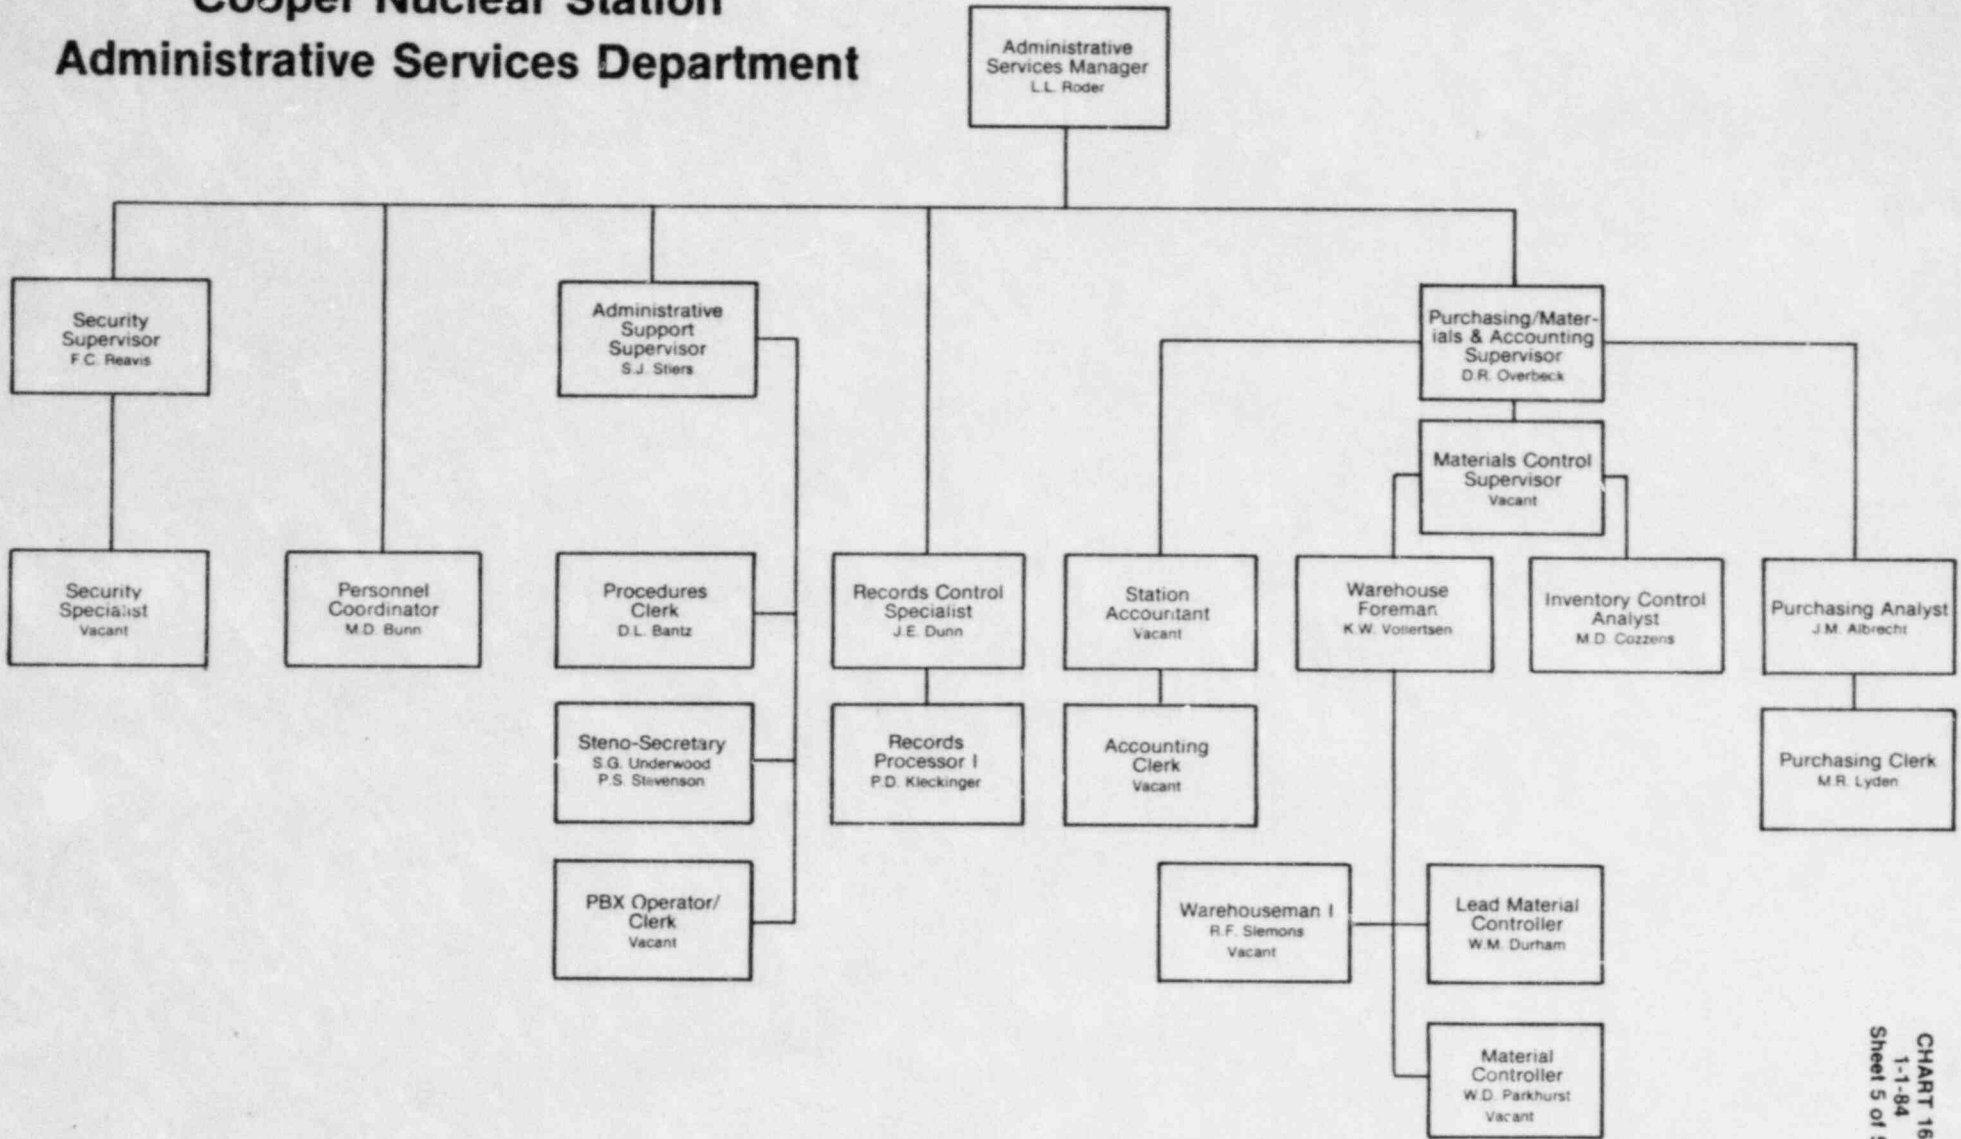 Cooper Nuclear Station
Administrative Services Department
Administrative
Services Manager
L.L. Roder
Security
Supervisor
F.C. Reavis
Administrative
Support
Supervisor
S.J. Stiers
Purchasing/Mater-
ials & Accounting
Supervisor
D.R. Overbeck
Materials Control
Supervisor
Vacant
Security
Specialist
Vacant
Personnel
Coordinator
M.D. Bunn
Procedures
Clerk
D.L. Bantz
Records Control
Specialist
J.E. Dunn
Station
Accountant
Vacant
Warehouse
Foreman
K.W. Vollertsen
Inventory Control
Analyst
M.D. Cozzens
Purchasing Analyst
J.M. Albrecht
Steno-Secretary
S.G. Underwood
P.S. Stevenson
Records
Processor I
P.D. Kleckinger
Accounting
Clerk
Vacant
Purchasing Clerk
M.R. Lyden
PBX Operator/
Clerk
Vacant
Warehouseman I
R.F. Slemons
Vacant
Lead Material
Controller
W.M. Durham
Material
Controller
W.D. Parkhurst
Vacant
CHART 16
1-1-84
Sheet 5 of